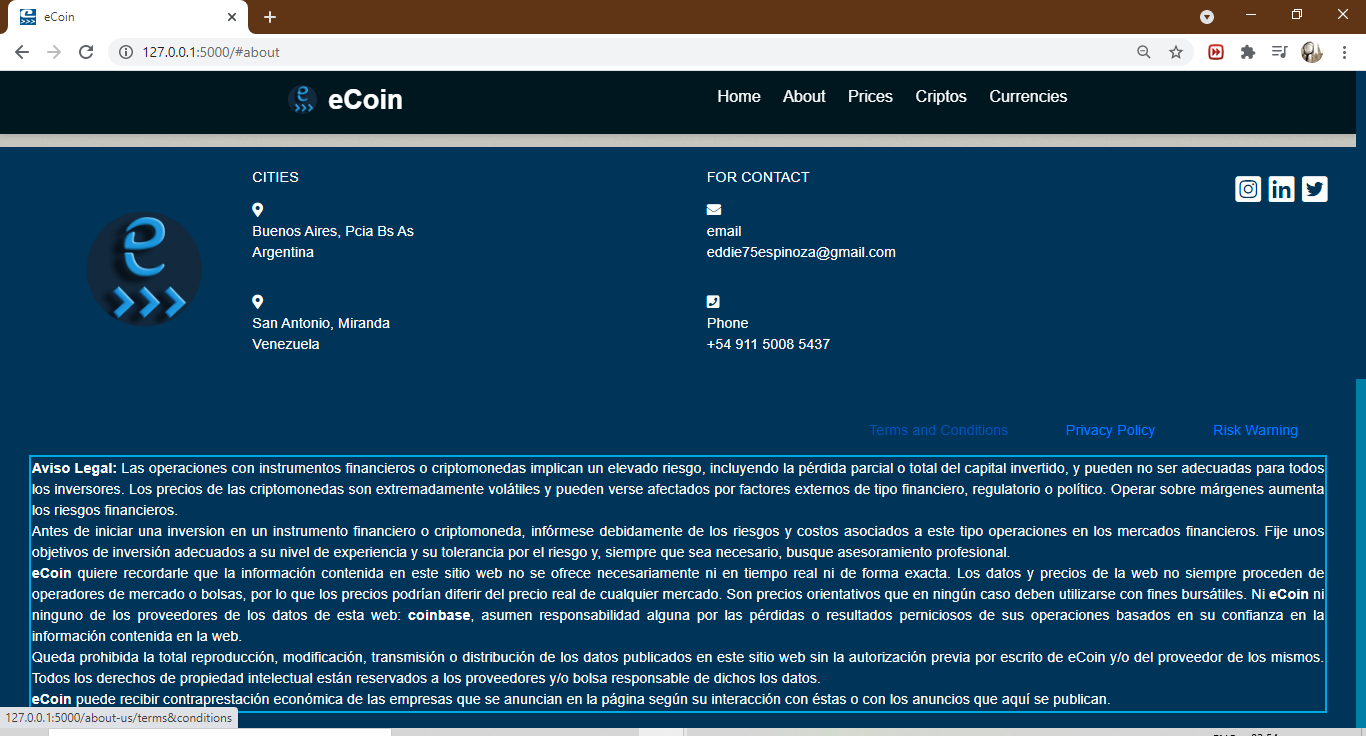 eCoin
127.0.0.1:5000/#about
eCoin
Home About Prices Criptos Currencies
CITIES
Buenos Aires, Pcia Bs As
Argentina
San Antonio, Miranda
Venezuela
FOR CONTACT
email
eddie75espinoza@gmail.com
Phone
+54 911 5008 5437
Terms and Conditions Privacy Policy Risk Warning
Aviso Legal: Las operaciones con instrumentos financieros o criptomonedas implican un elevado riesgo, incluyendo la pérdida parcial o total del capital invertido, y pueden no ser adecuadas para todos
los inversores. Los precios de las criptomonedas son extremadamente volátiles y pueden verse afectados por factores externos de tipo financiero, regulatorio o político. Operar sobre márgenes aumenta
los riesgos financieros.
Antes de iniciar una inversion en un instrumento financiero o criptomoneda, infórmese debidamente de los riesgos y costos asociados a este tipo operaciones en los mercados financieros. Fije unos
objetivos de inversión adecuados a su nivel de experiencia y su tolerancia por el riesgo y, siempre que sea necesario, busque asesoramiento profesional.
eCoin quiere recordarle que la información contenida en este sitio web no se ofrece necesariamente ni en tiempo real ni de forma exacta. Los datos y precios de la web no siempre proceden de
operadores de mercado o bolsas, por lo que los precios podrían diferir del precio real de cualquier mercado. Son precios orientativos que en ningún caso deben utilizarse con fines bursátiles. Ni eCoin ni
ninguno de los proveedores de los datos de esta web: coinbase, asumen responsabilidad alguna por las pérdidas o resultados perniciosos de sus operaciones basados en su confianza en la
información contenida en la web.
Queda prohibida la total reproducción, modificación, transmisión o distribución de los datos publicados en este sitio web sin la autorización previa por escrito de eCoin y/o del proveedor de los mismos.
Todos los derechos de propiedad intelectual están reservados a los proveedores y/o bolsa responsable de dichos los datos.
eCoin puede recibir contraprestación económica de las empresas que se anuncian en la página según su interacción con éstas o con los anuncios que aquí se publican.
127.0.0.1:5000/about-us/terms&conditions